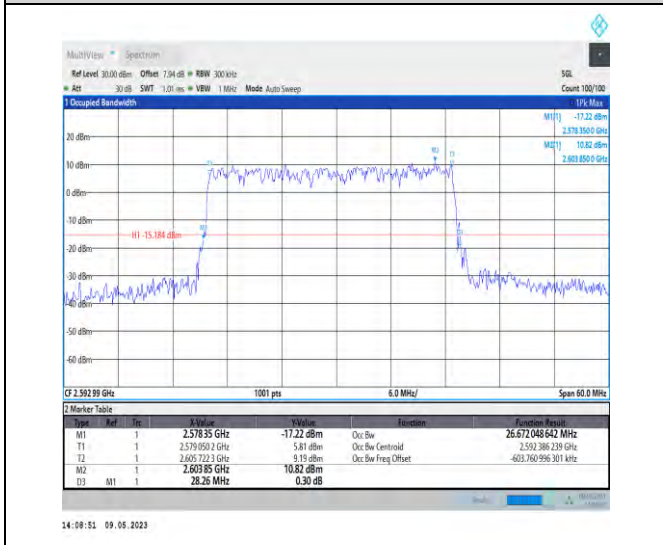 MultiView Spectrum
Ref Level 30.00 dBm Offset 7.94 dB RBW 300 kHz SGL
Att 30 dB SWT 1.01 ms VBW 1 MHz Mode Auto Sweep Count 100/100
1 Occupied Bandwidth 1Pk Max
M1[1] -17.22 dBm
2.578 350 0 GHz
M2[1] 10.82 dBm
2.603 850 0 GHz
20 dBm
10 dBm
0 dBm
-10 dBm
H1 -15.184 dBm
-20 dBm
-30 dBm
-40 dBm
-50 dBm
-60 dBm
M1
T1
M2
CF 2.592 99 GHz 1001 pts 6.0 MHz/ Span 60.0 MHz
2 Marker Table
Type Ref Trc X-Value Y-Value Function Function Result
M1 1 2.578 35 GHz -17.22 dBm Occ Bw 26.672 048 642 MHz
T1 1 2.579 050 2 GHz 5.81 dBm Occ Bw Centroid 2.592 386 239 GHz
T2 1 2.605 722 3 GHz 9.19 dBm Occ Bw Freq Offset -603.760 996 301 kHz
M2 1 2.603 85 GHz 10.82 dBm
D3 M1 1 28.26 MHz 0.30 dB
14:08:51 09.05.2023